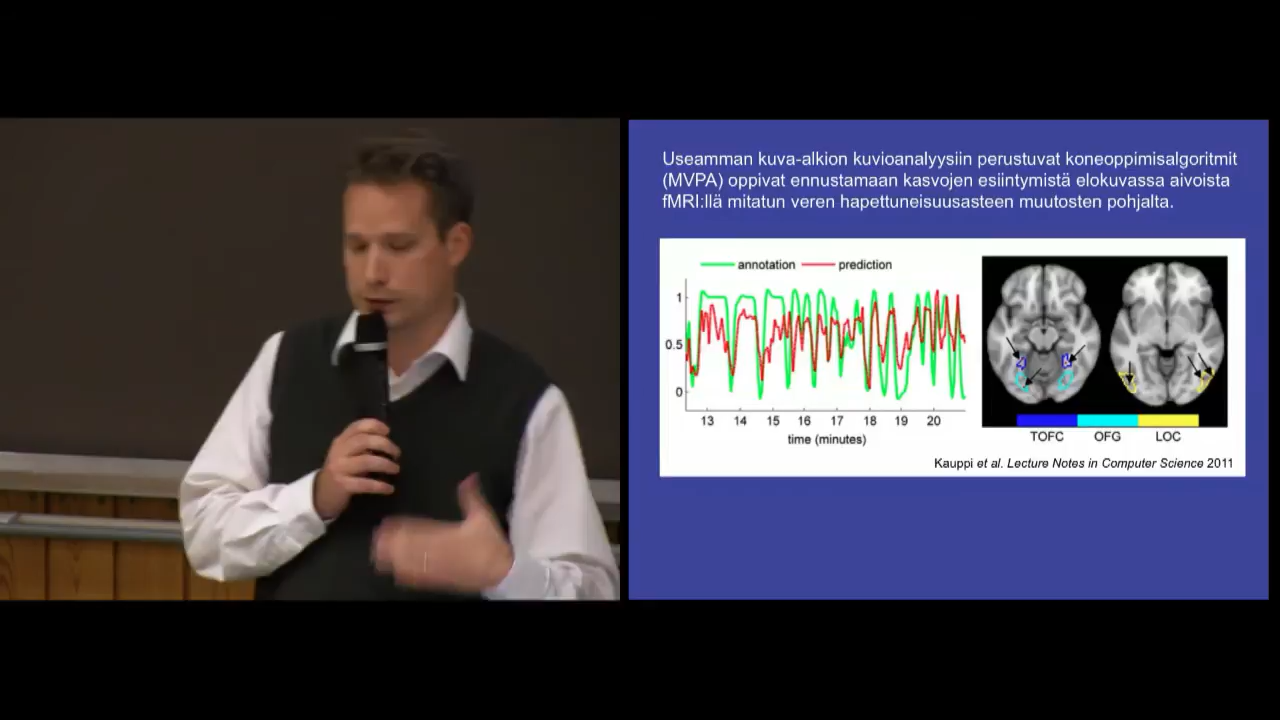 Useamman kuva-alkion kuvioanalyysiin perustuvat koneoppimisalgoritmit
(MVPA) oppivat ennustamaan kasvojen esiintymistä elokuvassa aivoista
fMRI:llä mitatun veren hapettuneisuusasteen muutosten pohjalta.
annotation prediction
1
0.5
0
13 14 15 16 17 18 19 20
time (minutes)
TOFC OFG LOC
Kauppi et al. Lecture Notes in Computer Science 2011